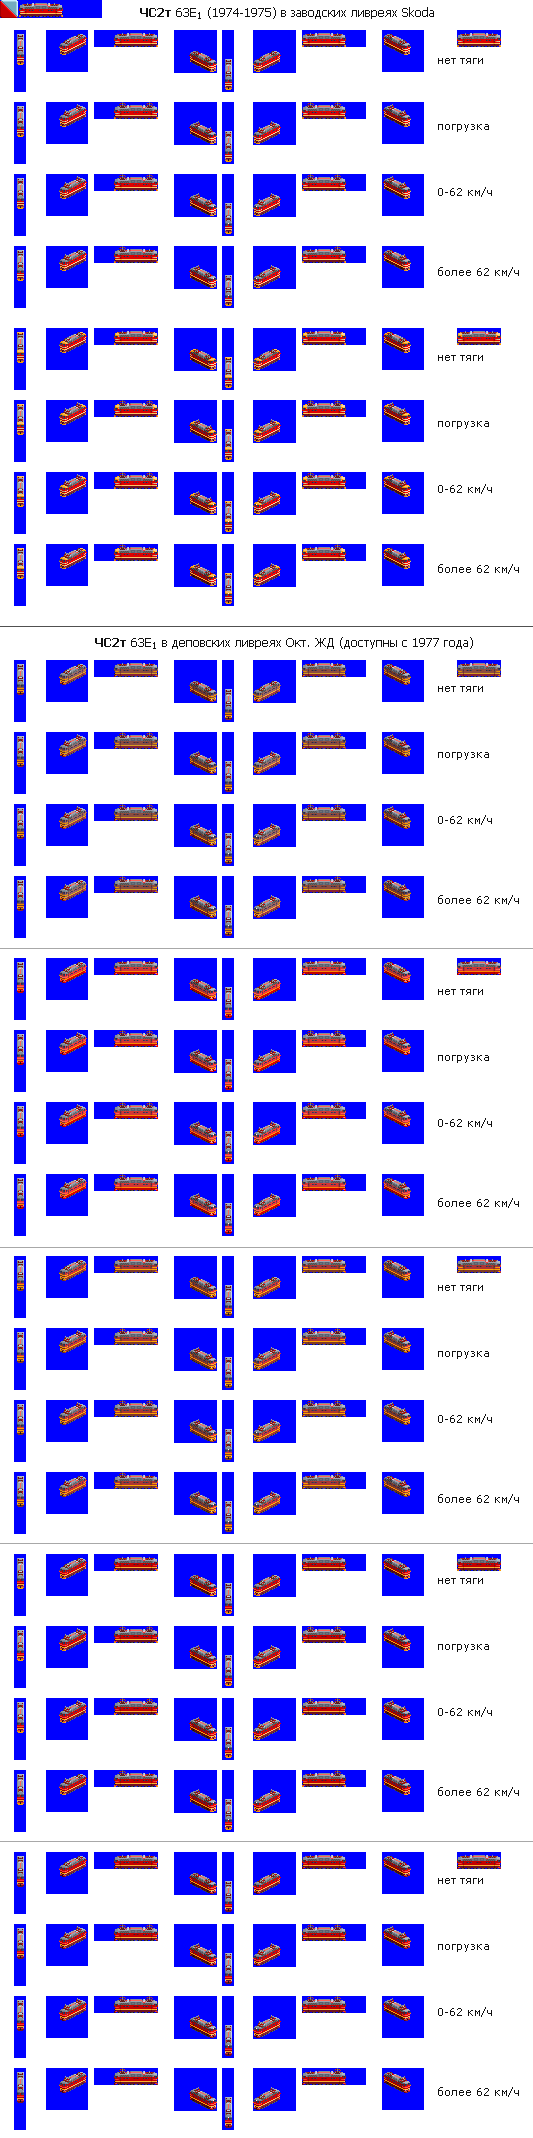 ЧС2т 63Е1 (1974-1975) в заводских ливреях Skoda
нет тяги
погрузка
0-62 км/ч
более 62 км/ч
нет тяги
погрузка
0-62 км/ч
более 62 км/ч
ЧС2т 63Е1 в деповских ливреях Окт. ЖД (доступны с 1977 года)
нет тяги
погрузка
0-62 км/ч
более 62 км/ч
нет тяги
погрузка
0-62 км/ч
более 62 км/ч
нет тяги
погрузка
0-62 км/ч
более 62 км/ч
нет тяги
погрузка
0-62 км/ч
более 62 км/ч
нет тяги
погрузка
0-62 км/ч
более 62 км/ч